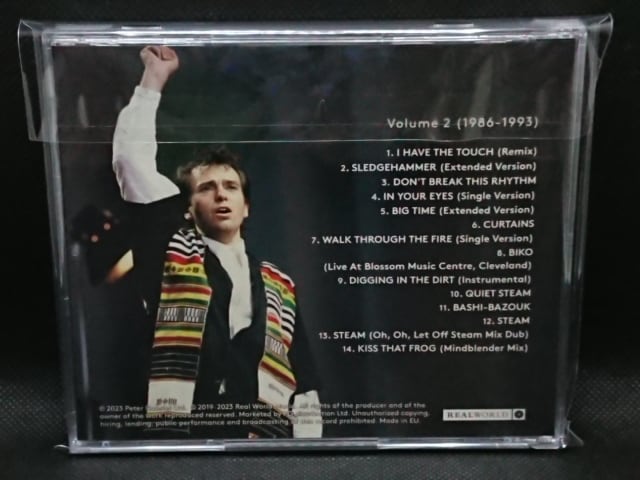 Volume 2 (1986-1993)
1. I HAVE THE TOUCH (Remix)
2. SLEDGEHAMMER (Extended Version)
3. DON'T BREAK THIS RHYTHM
4. IN YOUR EYES (Single Version)
5. BIG TIME (Extended Version)
6. CURTAINS
7. WALK THROUGH THE FIRE (Single Version)
8. BIKO
(Live At Blossom Music Centre, Cleveland)
9. DIGGING IN THE DIRT (Instrumental)
10. QUIET STEAM
11. BASHI-BAZOUK
12. STEAM
13. STEAM (Oh, Oh, Let Off Steam Mix Dub)
14. KISS THAT FROG (Mindblender Mix)
© 2023 Peter Ltd. ℗ 2019 2023 Real World All rights of the producer and of the
owner of the work reproduced reserved. Marketed by Ltd. Unauthorized copying,
hiring, lending, public performance and broadcasting of this record prohibited. Made in EU.
REALWORLD